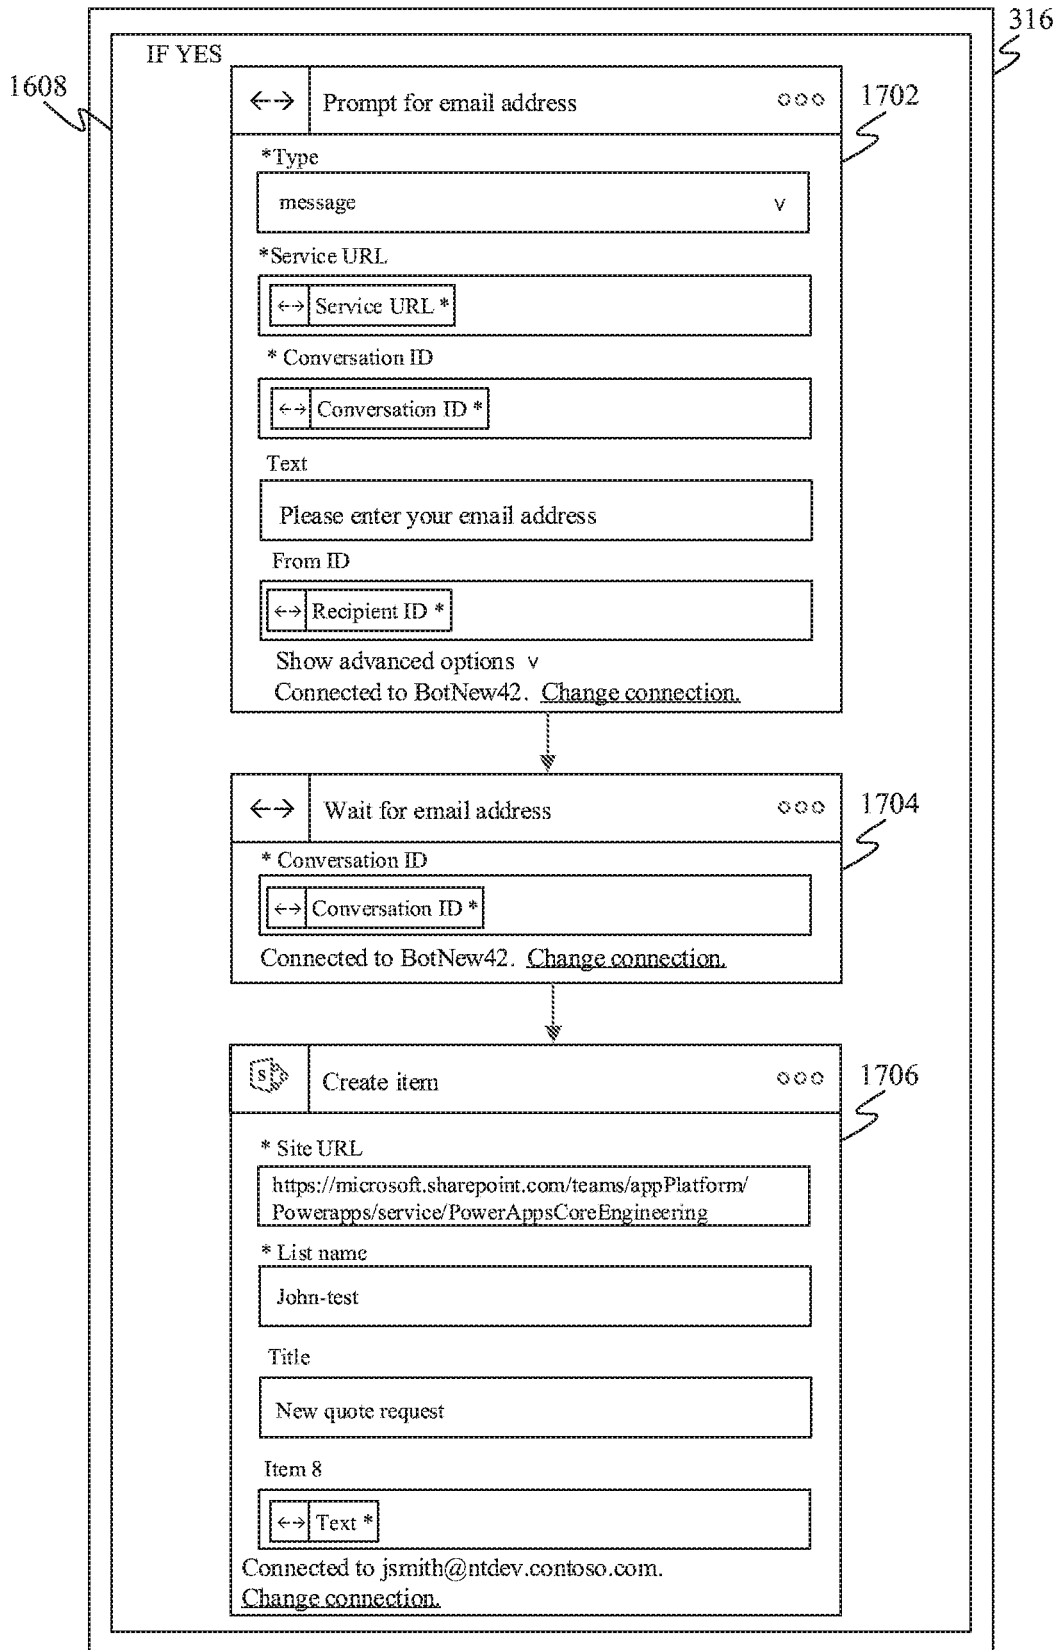 316
IF YES
1608
Prompt for email address
1702
*Type
message v
*Service URL
Service URL *
* Conversation ID
Conversation ID *
Text
Please enter your email address
From ID
Recipient ID *
Show advanced options v
Connected to BotNew42. Change connection.
Wait for email address
1704
* Conversation ID
Conversation ID *
Connected to BotNew42. Change connection.
S
Create item
1706
* Site URL
https://microsoft.sharepoint.com/teams/appPlatform/
Powerapps/service/PowerAppsCoreEngineering
* List name
John-test
Title
New quote request
Item 8
Text *
Connected to jsmith@ntdev.contoso.com.
Change connection.